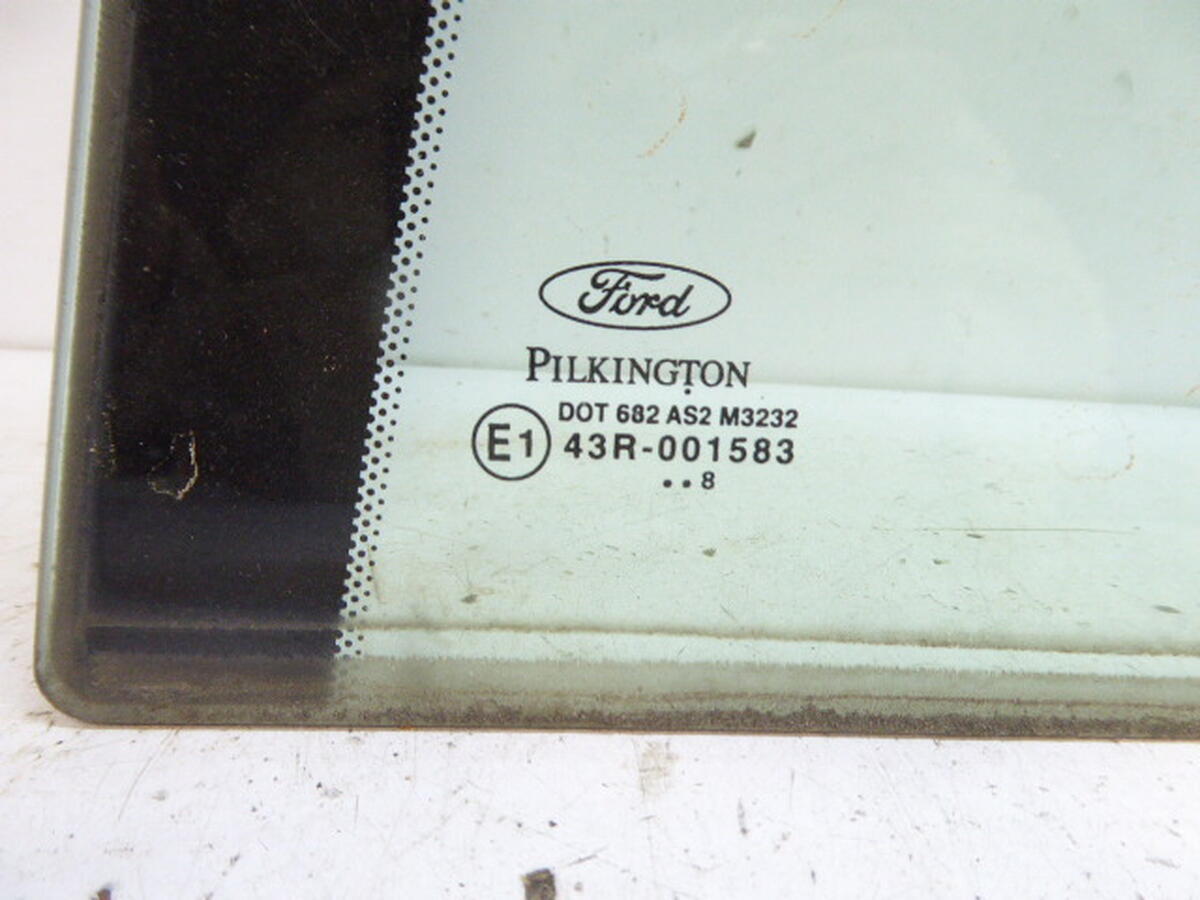 Ford
PILKINGTON
DOT 682 AS2 M3232
E1 43R-001583
..8